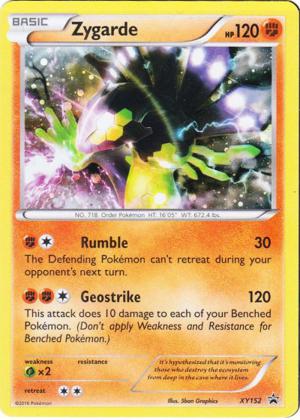 BASIC
Zygarde
HP 120
NO. 718 Order Pokémon HT: 16'05" WT: 672.4 lbs.
Rumble 30
The Defending Pokémon can't retreat during your
opponent's next turn.
Geostrike 120
This attack does 10 damage to each of your Benched
Pokémon. (Don't apply Weakness and Resistance for
Benched Pokémon.)
weakness
resistance
×2
retreat
It's hypothesized that it's monitoring
those who destroy the ecosystem
from deep in the cave where it lives.
©2016 Pokémon
Illus. 5ban Graphics
XY152